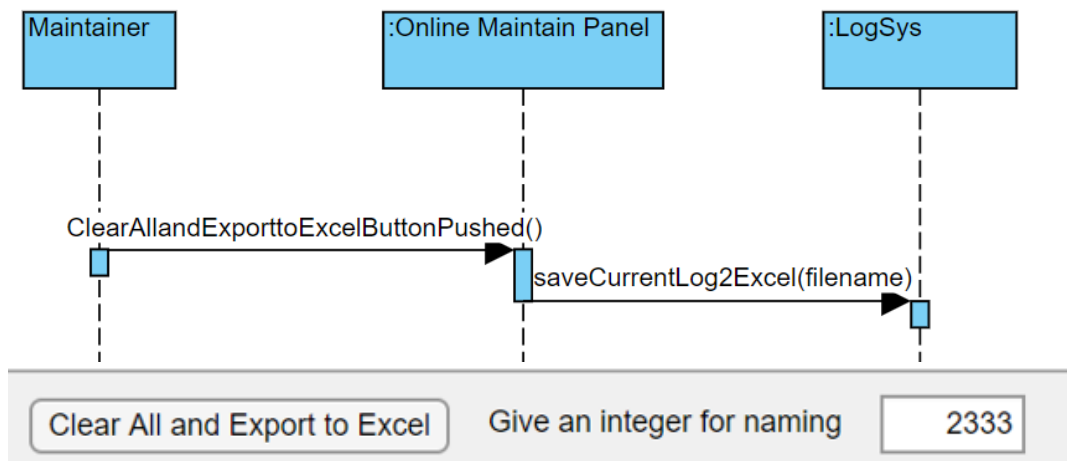 Maintainer
:Online Maintain Panel
:LogSys
ClearAllandExporttoExcelButtonPushed()
saveCurrentLog2Excel(filename)
Clear All and Export to Excel
Give an integer for naming
2333